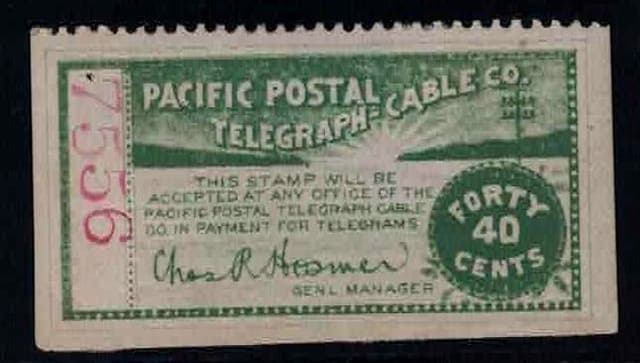 7556
PACIFIC POSTAL
TELEGRAPH-CABLE CO.
THIS STAMP WILL BE
ACCEPTED AT ANY OFFICE OF THE
PACIFIC POSTAL TELEGRAPH CABLE
CO. IN PAYMENT FOR TELEGRAMS
Chas R Hosmer
GENL MANAGER
FORTY
40
CENTS